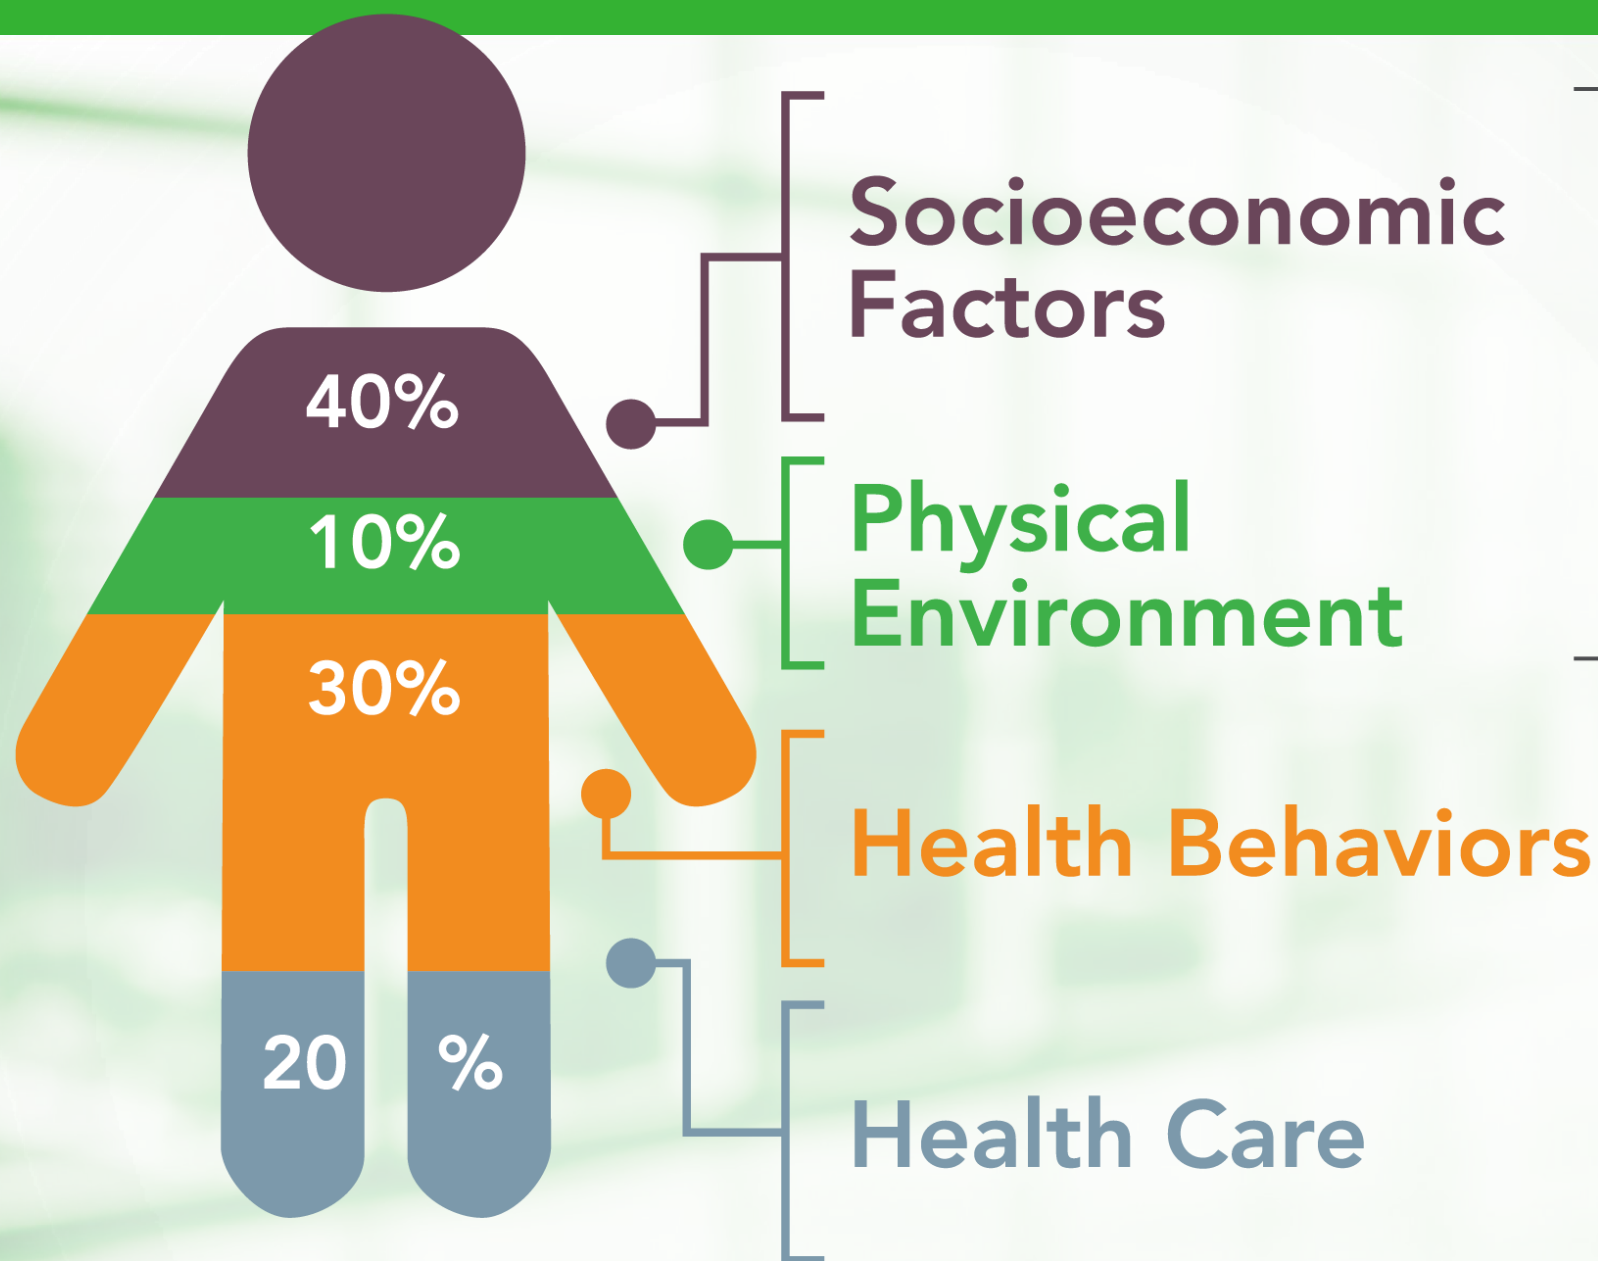 40%
10%
30%
20 %
Socioeconomic
Factors
Physical
Environment
Health Behaviors
Health Care